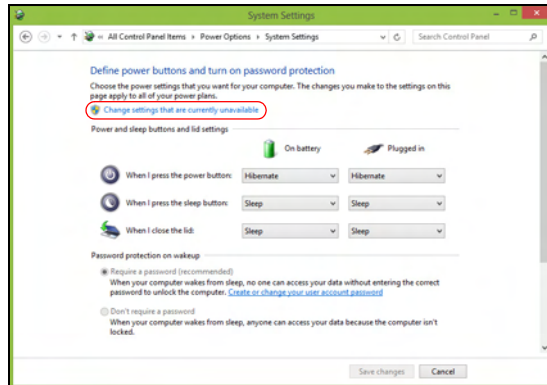 System Settings
« All Control Panel Items › Power Options › System Settings
Search Control Panel
Define power buttons and turn on password protection
Choose the power settings that you want for your computer. The changes you make to the settings on this
page apply to all of your power plans.
Change settings that are currently unavailable
Power and sleep buttons and lid settings
On battery Plugged in
When I press the power button: Hibernate Hibernate
When I press the sleep button: Sleep Sleep
When I close the lid: Sleep Sleep
Password protection on wakeup
Require a password (recommended)
When your computer wakes from sleep, no one can access your data without entering the correct
password to unlock the computer. Create or change your user account password
Don't require a password
When your computer wakes from sleep, anyone can access your data because the computer isn't
locked.
Save changes Cancel